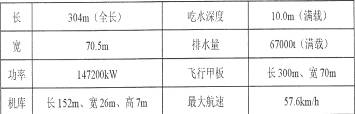 长 304m（全长） 吃水深度 10.0m（满载）
宽 70.5m 排水量 67000t（满载）
功率 147200kW 飞行甲板 长300m、宽70m
机库 长152m、宽26m、高7m 最大航速 57.6km/h